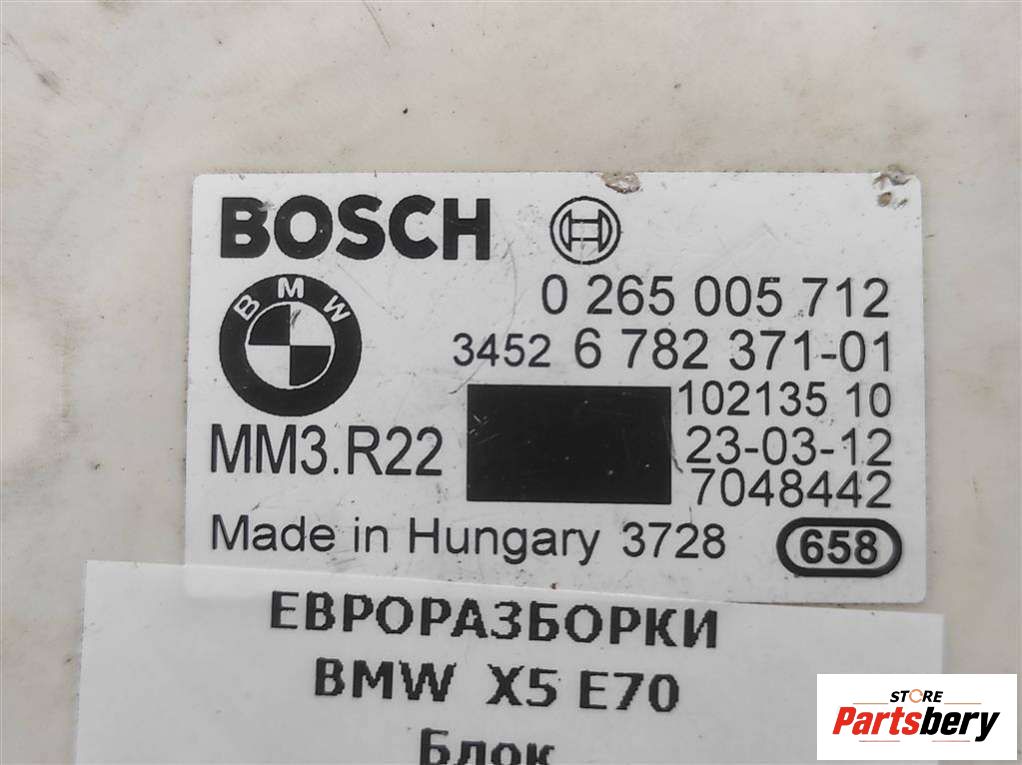 BOSCH
BMW
0 265 005 712
3452 6 782 371-01
102135 10
MM3.R22
23-03-12
7048442
Made in Hungary 3728
658
ЕВРОРАЗБОРКИ
BMW X5 E70
Блок
STORE
Partsbery